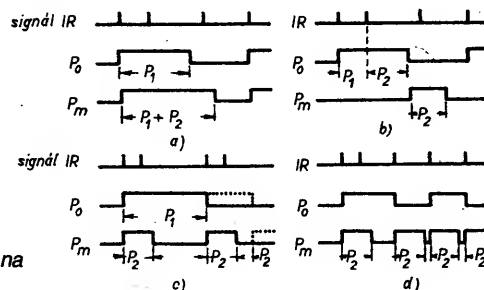 signál IR
P₀
P₁
Pₘ
P₁ + P₂
a)
IR
P₀
P₁
P₂
Pₘ
P₂
b)
signál IR
P₀
P₁
Pₘ
P₂
P₂
P₂
c)
na
IR
P₀
Pₘ
P₂
P₂
P₂
P₂
d)